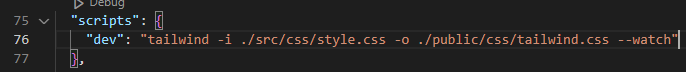 Debug
75 "scripts": {
76 "dev": "tailwind -i ./src/css/style.css -o ./public/css/tailwind.css --watch"
77 },